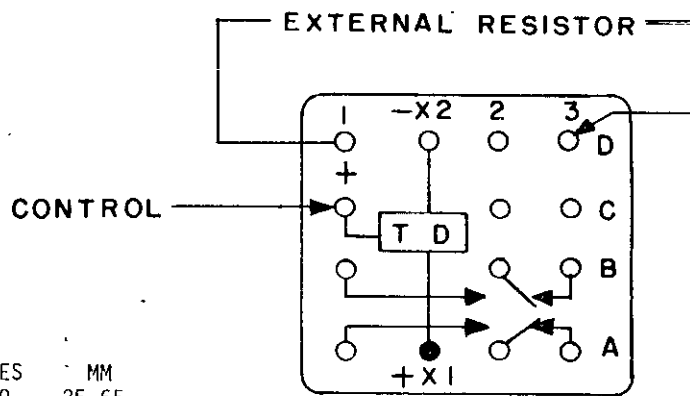 EXTERNAL RESISTOR
1 -X2 2 3
D
+
CONTROL
C
T D
B
A
ES MM
+X1